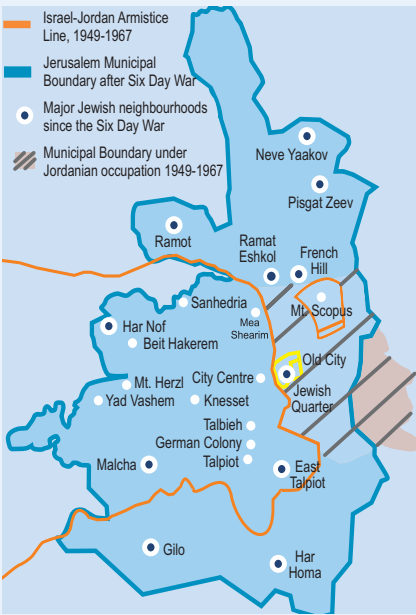 Israel-Jordan Armistice
Line, 1949-1967
Jerusalem Municipal
Boundary after Six Day War
Major Jewish neighbourhoods
since the Six Day War
Municipal Boundary under
Jordanian occupation 1949-1967
Neve Yaakov
Pisgat Zeev
Ramot
Ramat
Eshkol
French
Hill
Sanhedria
Mt. Scopus
Mea
Shearim
Har Nof
Beit Hakerem
Old City
Mt. Herzl
City Centre
Jewish
Quarter
Yad Vashem
Knesset
Talbieh
German Colony
Talpiot
Malcha
East
Talpiot
Gilo
Har
Homa